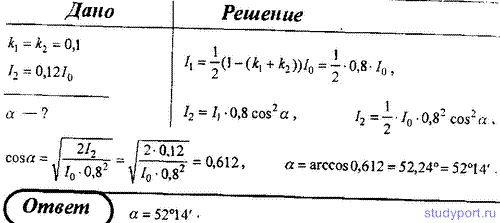 Дано Решение
k₁ = k₂ = 0,1
I₂ = 0,12I₀
α — ?
I₁ = 1/2(1 – (k₁ + k₂))I₀ = 1/2 · 0,8 · I₀ ,
I₂ = I₁ · 0,8 cos²α , I₂ = 1/2 · I₀ · 0,8² cos²α .
cosα = √(2I₂/(I₀ · 0,8²)) = √(2 · 0,12/(I₀ · 0,8²)) = 0,612 , α = arccos 0,612 = 52,24° = 52°14′ .
Ответ α = 52°14′ .
studyport.ru